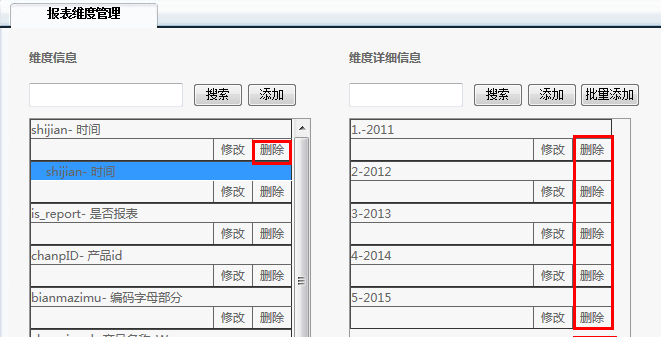 报表维度管理
维度信息
搜索 添加
shijian- 时间
修改 删除
shijian- 时间
修改 删除
is_report- 是否报表
修改 删除
chanpID- 产品id
修改 删除
bianmazimu- 编码字母部分
修改 删除
维度详细信息
搜索 添加 批量添加
1.-2011
修改 删除
2-2012
修改 删除
3-2013
修改 删除
4-2014
修改 删除
5-2015
修改 删除